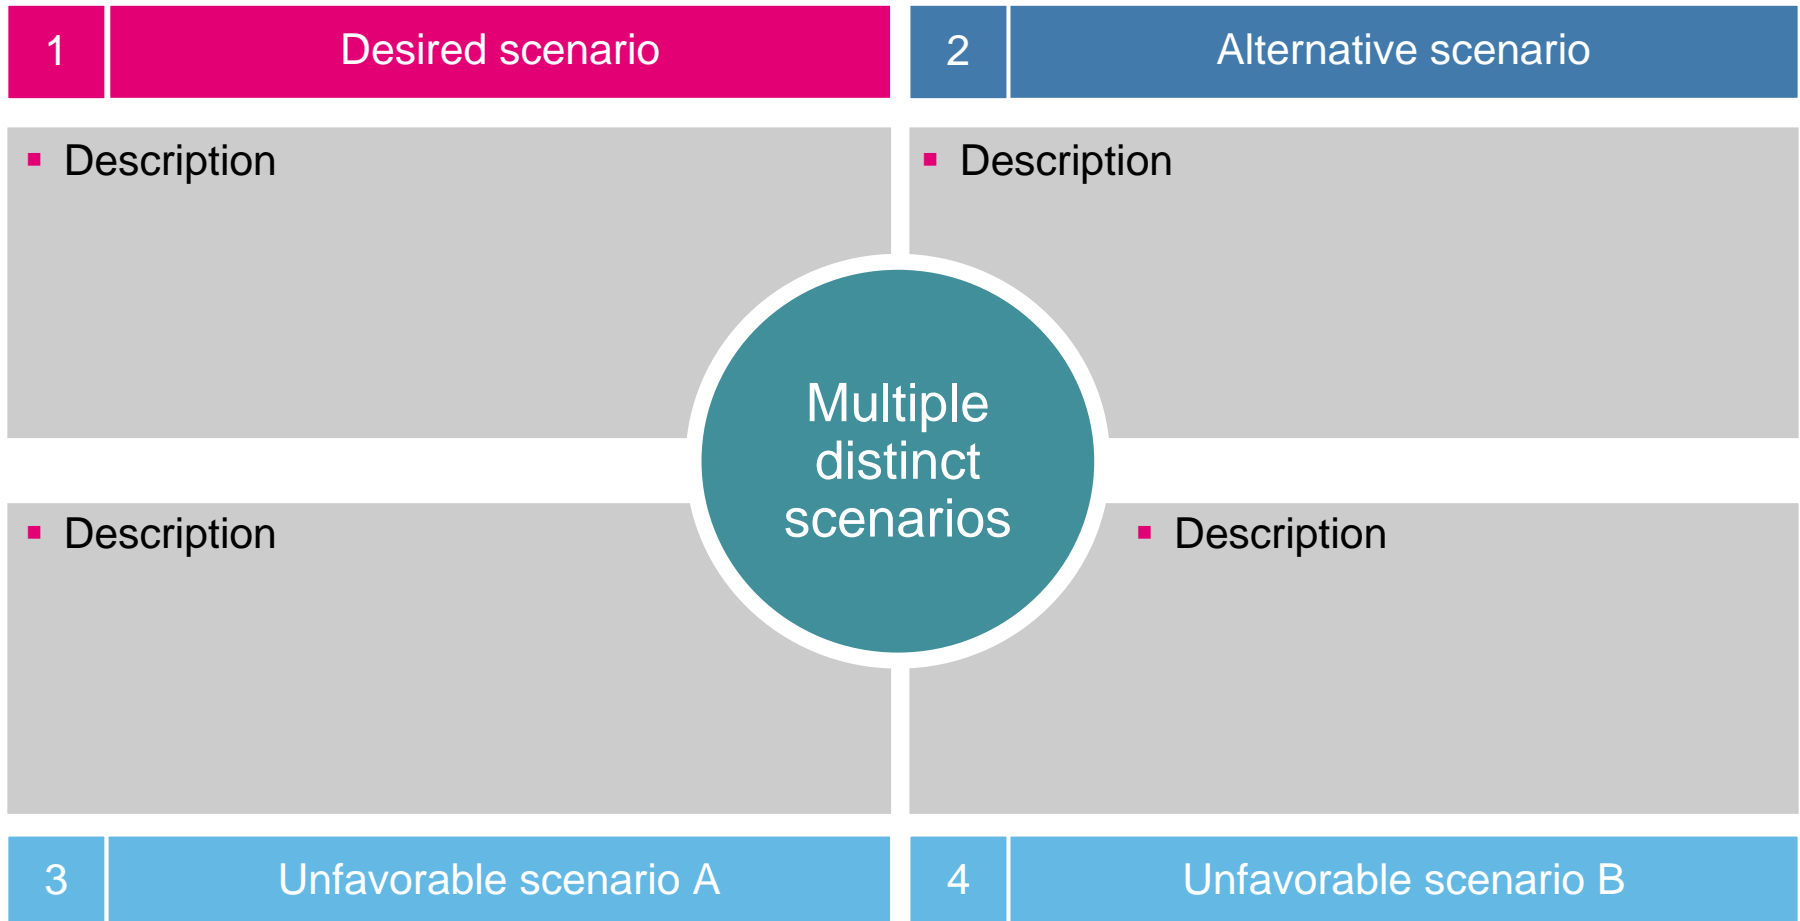 1 Desired scenario
2 Alternative scenario
▪ Description
▪ Description
Multiple
distinct
scenarios
▪ Description
▪ Description
3 Unfavorable scenario A
4 Unfavorable scenario B